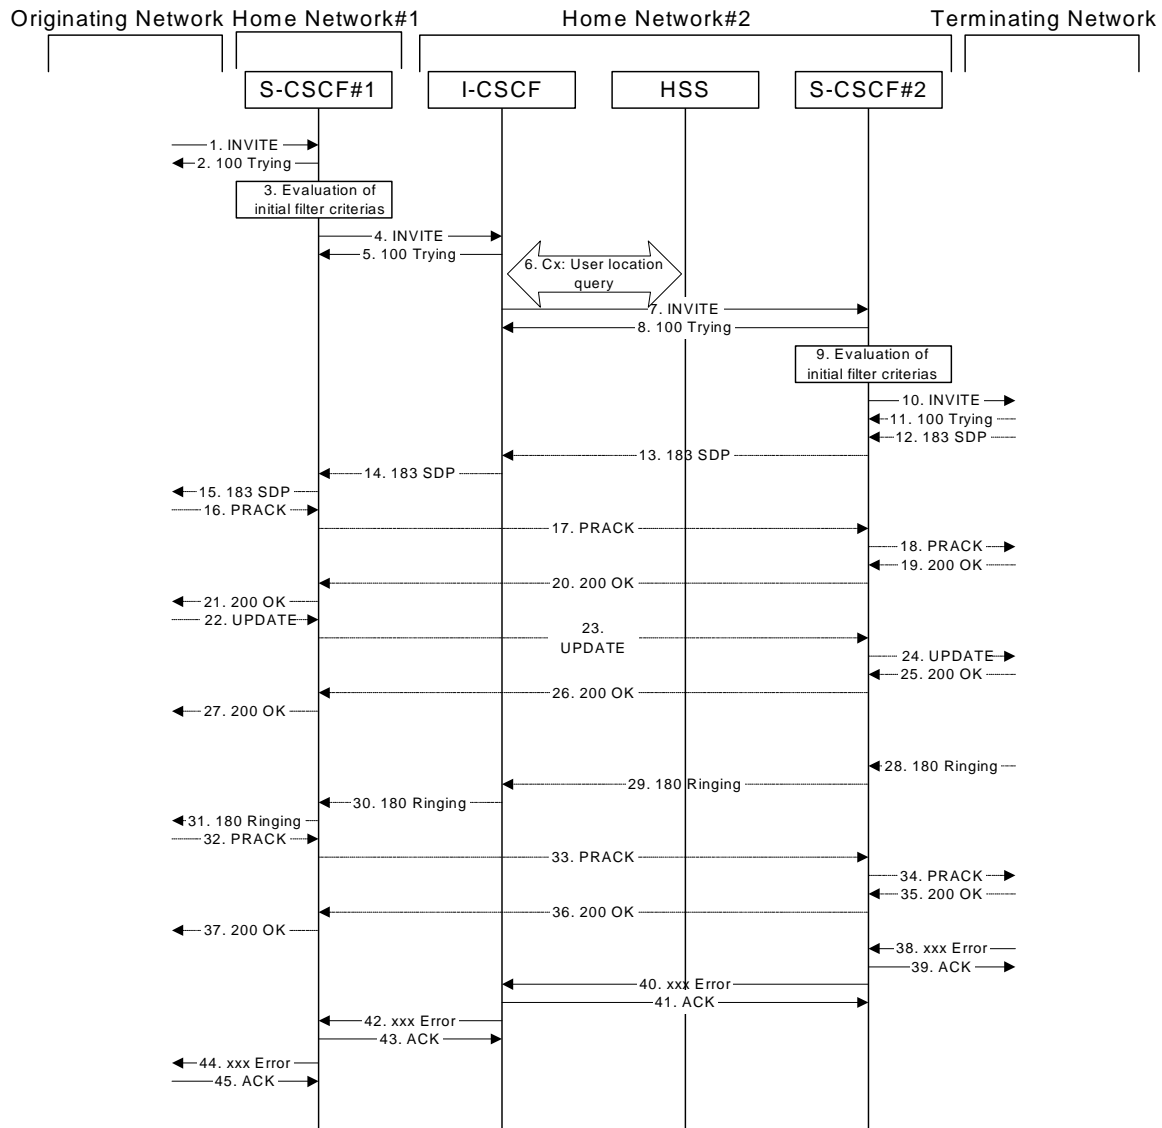 Originating Network Home Network#1 Home Network#2 Terminating Network
S-CSCF#1 I-CSCF HSS S-CSCF#2
1. INVITE
2. 100 Trying
3. Evaluation of
initial filter criterias
4. INVITE
5. 100 Trying
6. Cx: User location
query
7. INVITE
8. 100 Trying
9. Evaluation of
initial filter criterias
10. INVITE
11. 100 Trying
12. 183 SDP
13. 183 SDP
14. 183 SDP
15. 183 SDP
16. PRACK
17. PRACK
18. PRACK
19. 200 OK
20. 200 OK
21. 200 OK
22. UPDATE
23.
UPDATE
24. UPDATE
25. 200 OK
26. 200 OK
27. 200 OK
28. 180 Ringing
29. 180 Ringing
30. 180 Ringing
31. 180 Ringing
32. PRACK
33. PRACK
34. PRACK
35. 200 OK
36. 200 OK
37. 200 OK
38. xxx Error
39. ACK
40. xxx Error
41. ACK
42. xxx Error
43. ACK
44. xxx Error
45. ACK